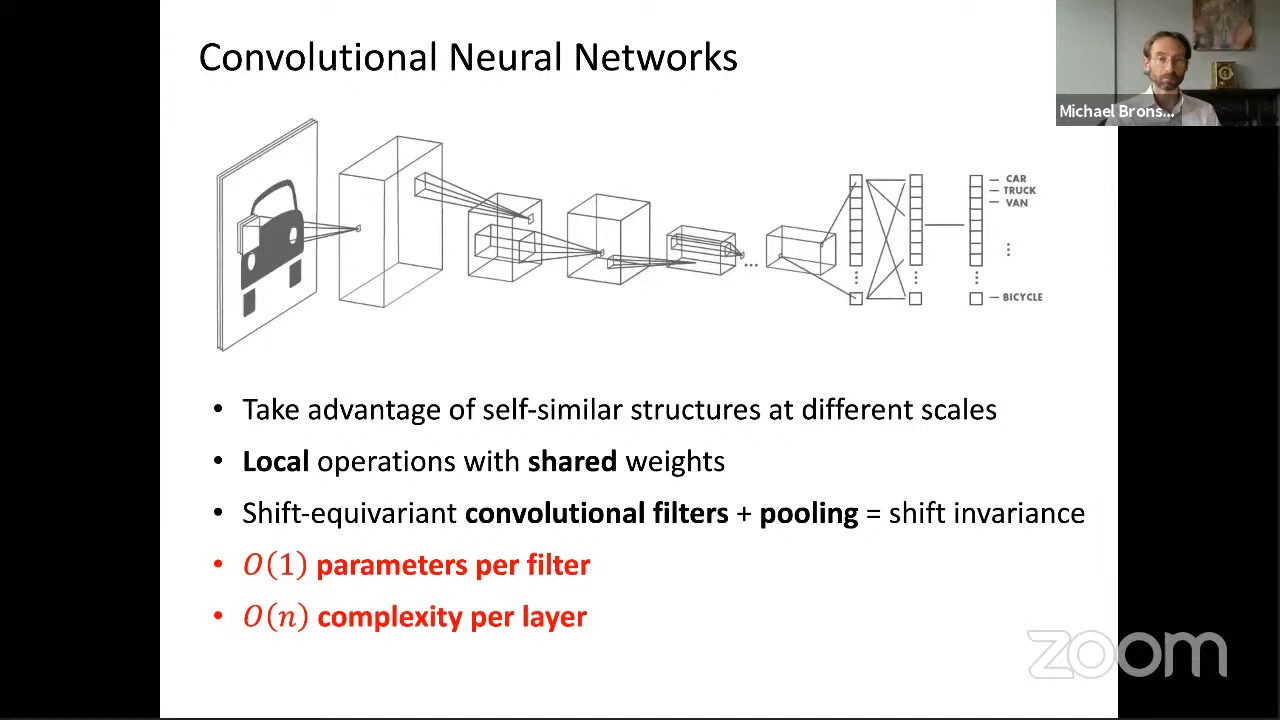 Convolutional Neural Networks
Michael Brons...
CAR
TRUCK
VAN
...
BICYCLE
• Take advantage of self-similar structures at different scales
• Local operations with shared weights
• Shift-equivariant convolutional filters + pooling = shift invariance
• O(1) parameters per filter
• O(n) complexity per layer
zoom